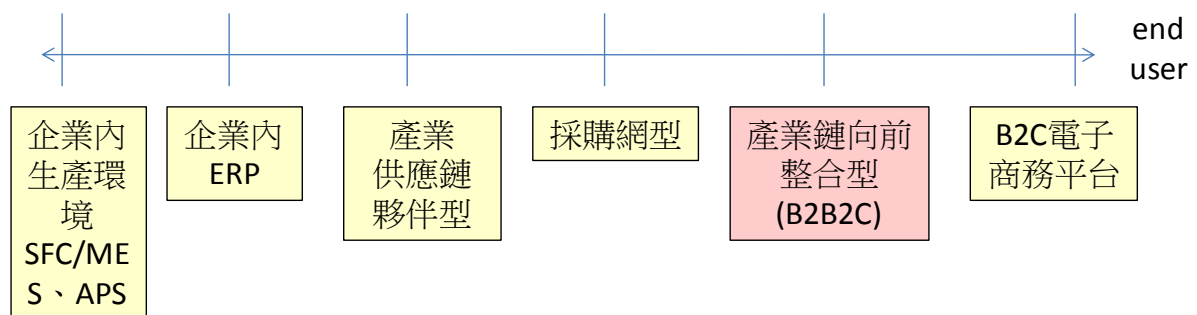 end
user
企業內
生產環
境
SFC/ME
S、APS
企業內
ERP
產業
供應鏈
夥伴型
採購網型
產業鏈向前
整合型
(B2B2C)
B2C電子
商務平台